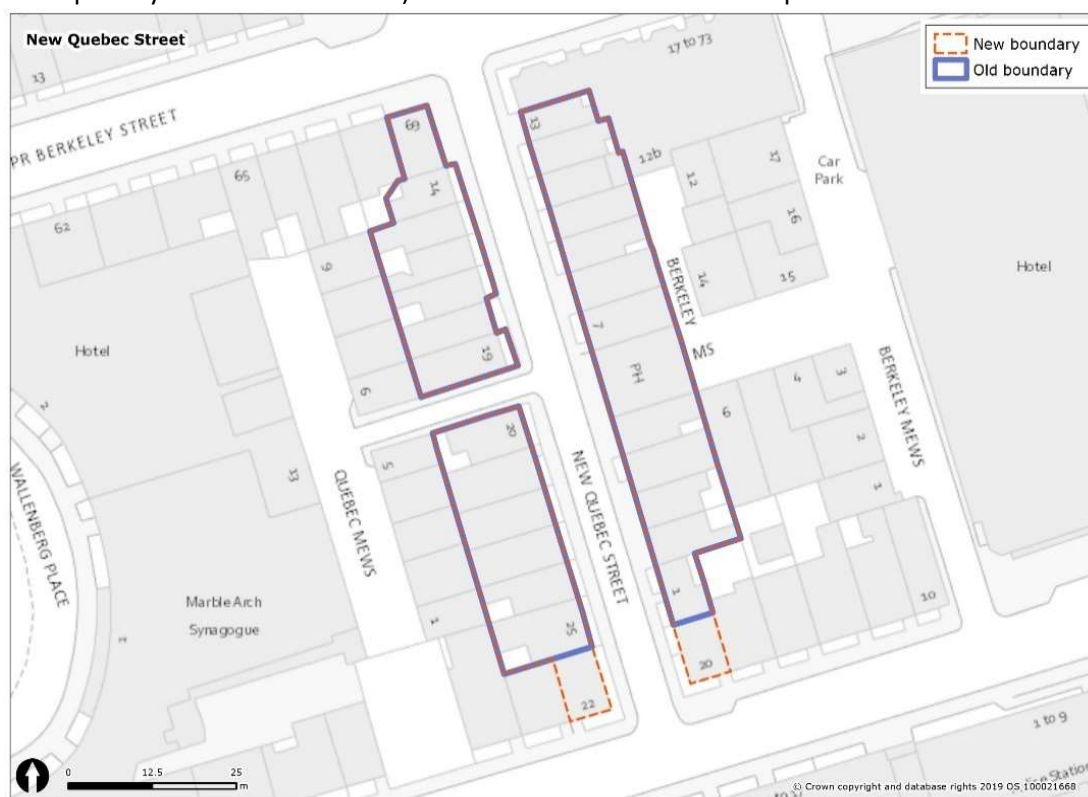 New Quebec Street
New boundary
Old boundary
17 to 73
13
PR BERKELEY STREET
69
13
65
14
12b
12
17
Car
Park
62
16
9
BERKELEY
14
15
Hotel
Hotel
7
19
PH
MS
6
4
3
2
20
6
2
BERKELEY MEWS
5
13
QUEBEC MEWS
NEW QUEBEC STREET
1
WALLENBERG PLACE
Marble Arch
Synagogue
1
1
25
1
10
20
22
1 to 9
0
12.5
25
m
© Crown copyright and database rights 2019 OS 100021668